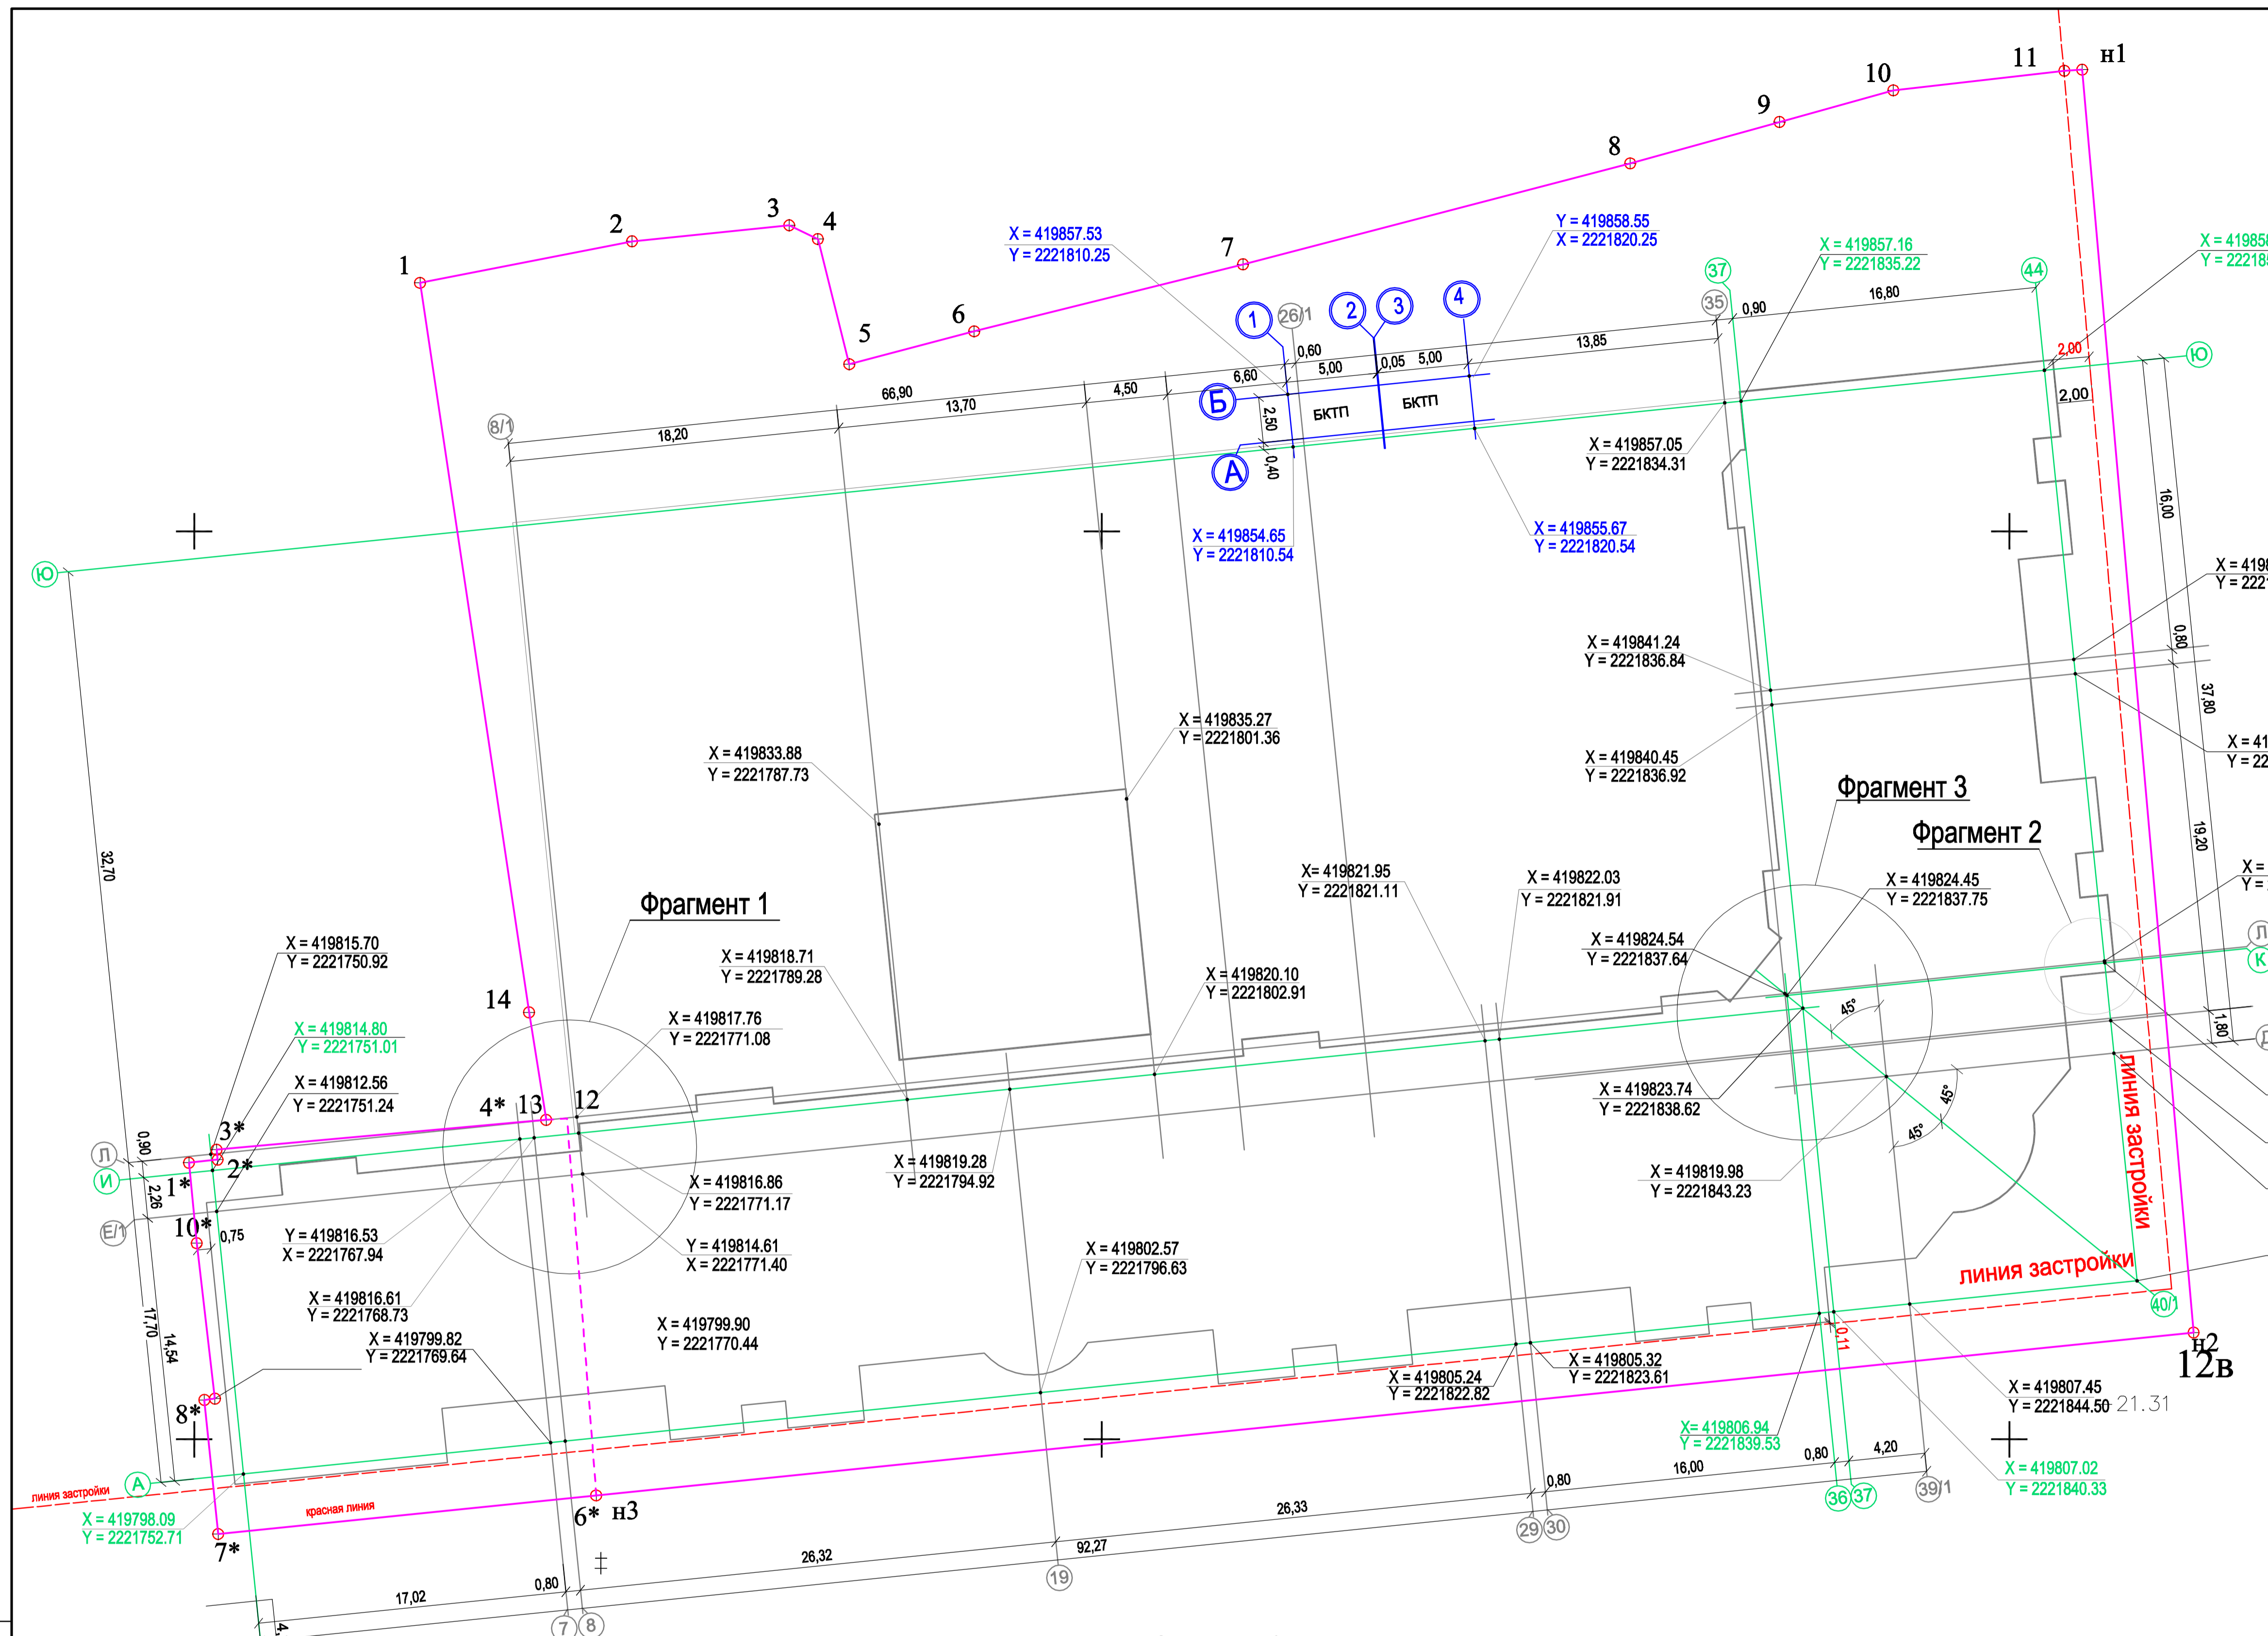 11
н1
10
9
8
3
4
2
1
7
6
5
X = 419857.53
Y = 2221810.25
Y = 419858.55
X = 2221820.25
X = 419857.16
Y = 2221835.22
37
44
35
0,90
16,80
1
26/1
2
3
4
0,60
13,85
2,00
Ю
6,60
5,00
0,05
5,00
66,90
13,70
4,50
18,20
8/1
Б
2,50
БКТП
БКТП
2,00
А
0,40
X = 419857.05
Y = 2221834.31
X = 419854.65
Y = 2221810.54
X = 419855.67
Y = 2221820.54
16,00
Ю
32,70
0,80
37,80
X = 419841.24
Y = 2221836.84
X = 419835.27
Y = 2221801.36
X = 419833.88
Y = 2221787.73
X = 419840.45
Y = 2221836.92
Фрагмент 3
Фрагмент 2
19,20
X= 419821.95
Y = 2221821.11
X = 419822.03
Y = 2221821.91
X = 419824.45
Y = 2221837.75
Фрагмент 1
X = 419815.70
Y = 2221750.92
X = 419818.71
Y = 2221789.28
X = 419824.54
Y = 2221837.64
К
X = 419820.10
Y = 2221802.91
14
X = 419817.76
Y = 2221771.08
X = 419814.80
Y = 2221751.01
45°
1,80
X = 419812.56
Y = 2221751.24
4*
13
12
X = 419823.74
Y = 2221838.62
45°
45°
линия застройки
3*
0,90
Л
И
2*
1*
2,26
X = 419819.28
Y = 2221794.92
X = 419819.98
Y = 2221843.23
X = 419816.86
Y = 2221771.17
Е/1
10*
0,75
Y = 419816.53
X = 2221767.94
Y = 419814.61
X = 2221771.40
X = 419802.57
Y = 2221796.63
линия застройки
40/1
X = 419816.61
Y = 2221768.73
17,70
14,54
X = 419799.90
Y = 2221770.44
X = 419799.82
Y = 2221769.64
0,11
н2
12в
X = 419805.32
Y = 2221823.61
X = 419805.24
Y = 2221822.82
X = 419807.45
Y = 2221844.50
21.31
8*
X= 419806.94
Y = 2221839.53
0,80
4,20
X = 419807.02
Y = 2221840.33
А
линия застройки
красная линия
6*
н3
0,80
16,00
36
37
39/1
X = 419798.09
Y = 2221752.71
7*
26,33
29
30
92,27
26,32
0,80
19
17,02
7
8